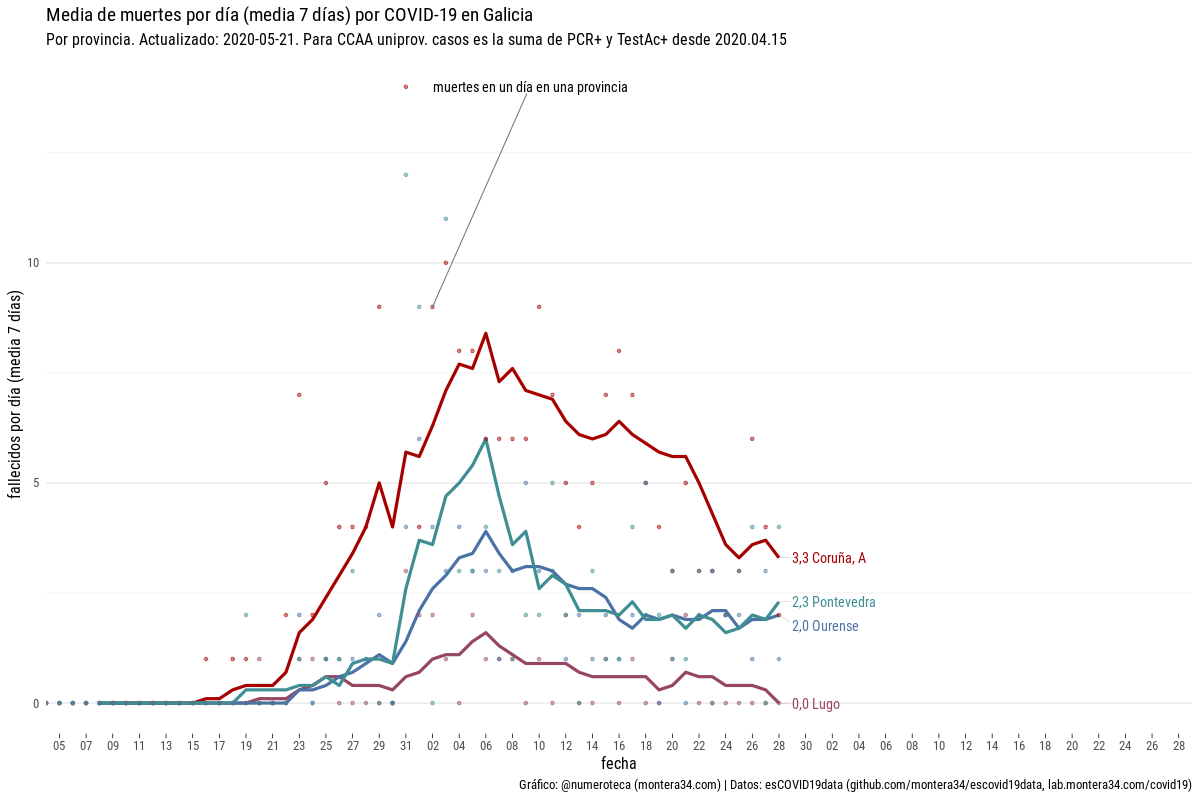 Media de muertes por día (media 7 días) por COVID-19 en Galicia
Por provincia. Actualizado: 2020-05-21. Para CCAA uniprov. casos es la suma de PCR+ y TestAc+ desde 2020.04.15
muertes en un día en una provincia
10
5
0
fallecidos por día (media 7 días)
3,3 Coruña, A
2,3 Pontevedra
2,0 Ourense
0,0 Lugo
05 07 09 11 13 15 17 19 21 23 25 27 29 31 02 04 06 08 10 12 14 16 18 20 22 24 26 28 30 02 04 06 08 10 12 14 16 18 20 22 24 26 28
fecha
Gráfico: @numeroteca (montera34.com) | Datos: esCOVID19data (github.com/montera34/escovid19data, lab.montera34.com/covid19)